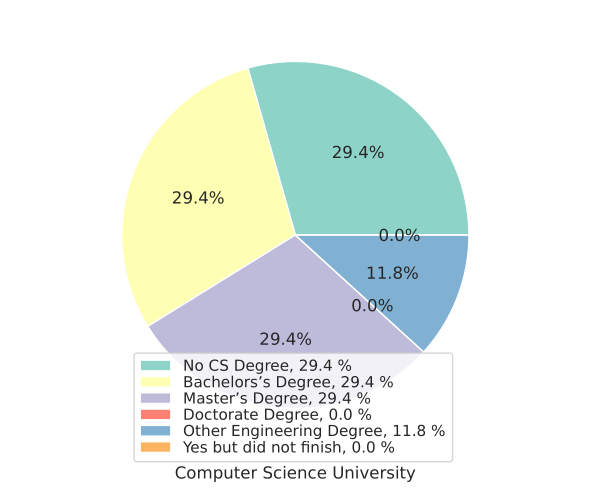 29.4%
29.4%
0.0%
11.8%
0.0%
29.4%
No CS Degree, 29.4 %
Bachelors’s Degree, 29.4 %
Master’s Degree, 29.4 %
Doctorate Degree, 0.0 %
Other Engineering Degree, 11.8 %
Yes but did not finish, 0.0 %
Computer Science University